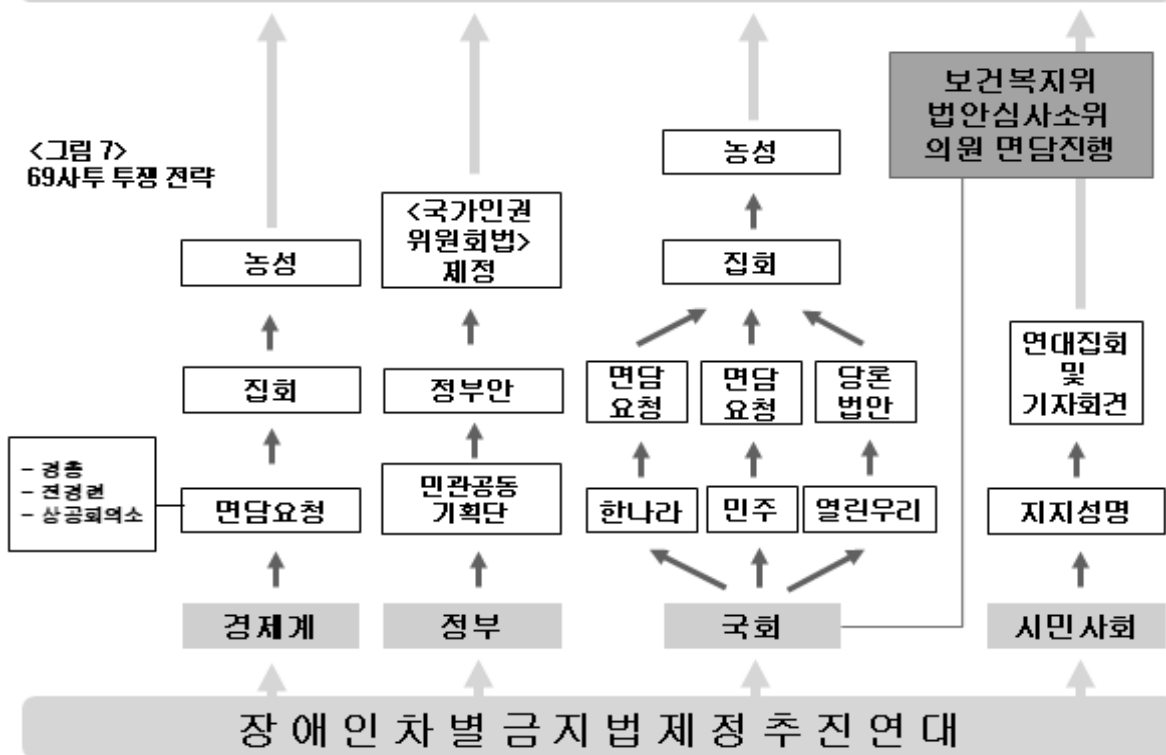 보건복지위
법안심사소위
의원 면담진행
<그림 7>
69사투 투쟁 전략
농성
<국가인권
위원회법>
제정
농성
집회
연대집회
및
기자회견
집회
정부안
면담
요청
면담
요청
당론
법안
- 경총
- 전경련
- 상공회의소
면담요청
민관공동
기획단
한나라
민주
열린우리
지지성명
경제계
정부
국회
시민사회
장애인차별금지법제정추진연대